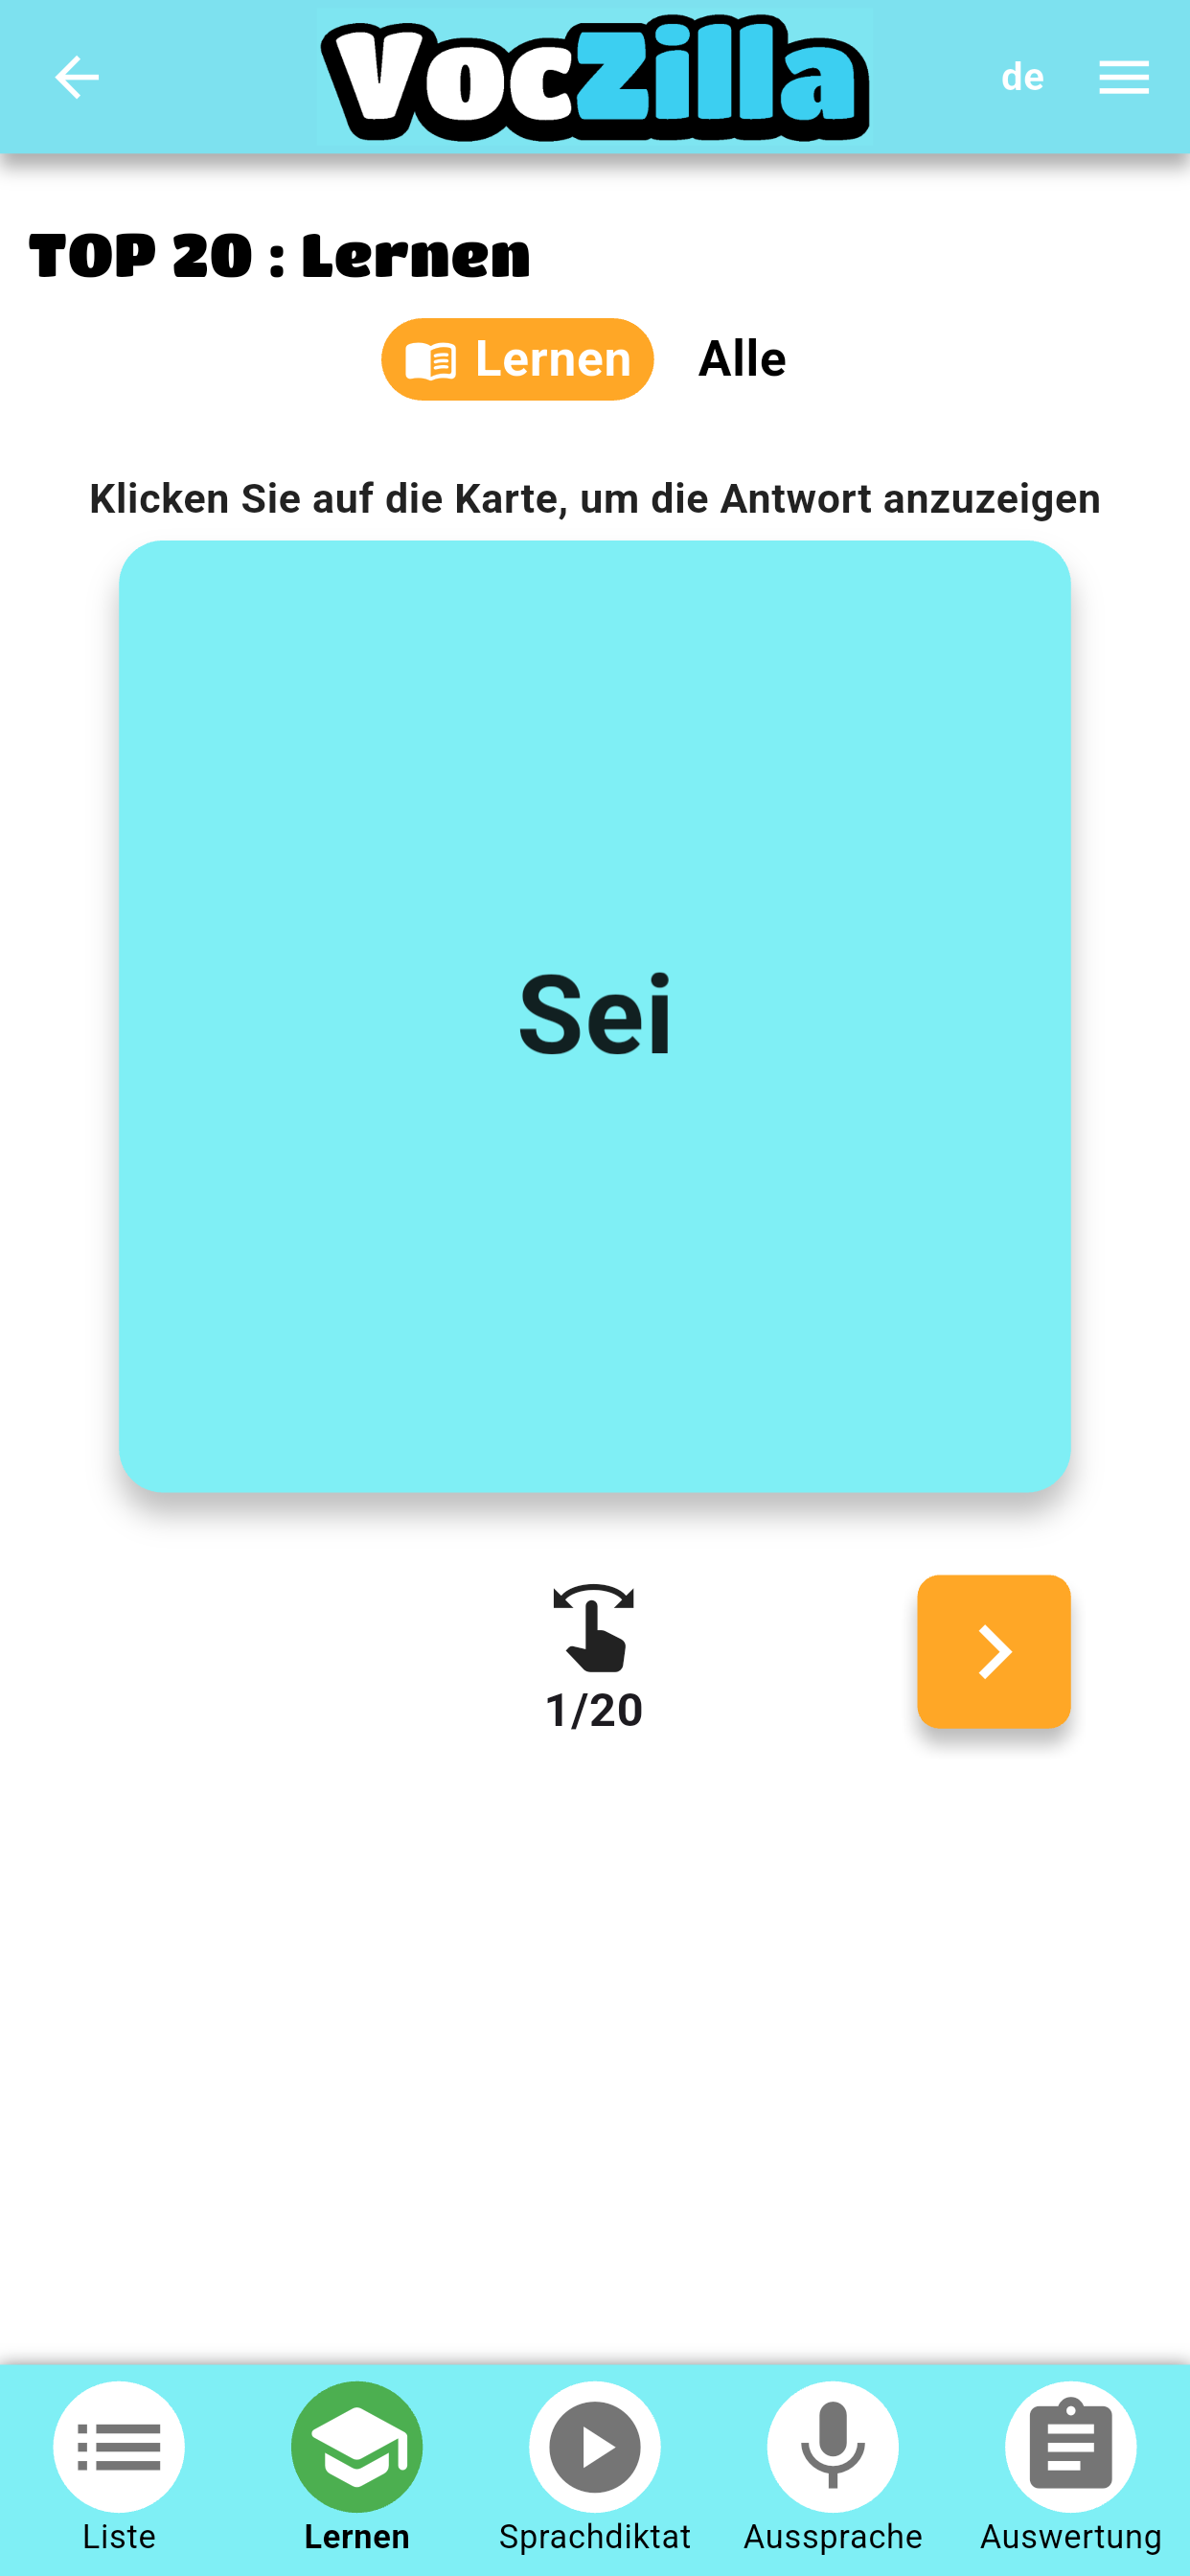 VocZilla
de
TOP 20 : Lernen
Lernen Alle
Klicken Sie auf die Karte, um die Antwort anzuzeigen
Sei
1/20
Liste Lernen Sprachdiktat Aussprache Auswertung